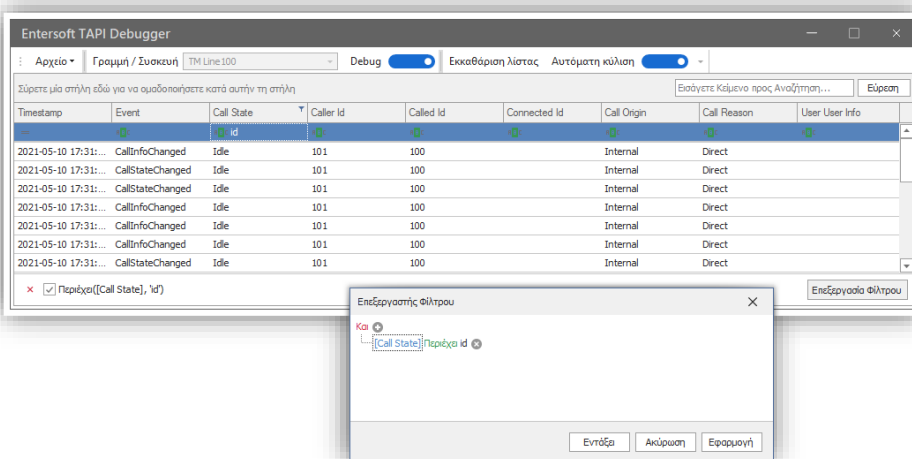 Entersoft TAPI Debugger
Αρχείο Γραμμή / Συσκευή TM Line100 Debug Εκκαθάριση λίστας Αυτόματη κύλιση
Σύρετε μία στήλη εδώ για να ομαδοποιήσετε κατά αυτήν τη στήλη Εισάγετε Κείμενο προς Αναζήτηση... Εύρεση
Timestamp Event Call State Caller Id Called Id Connected Id Call Origin Call Reason User User Info
id
2021-05-10 17:31:... CallInfoChanged Idle 101 100 Internal Direct
2021-05-10 17:31:... CallStateChanged Idle 101 100 Internal Direct
2021-05-10 17:31:... CallStateChanged Idle 101 100 Internal Direct
2021-05-10 17:31:... CallInfoChanged Idle 101 100 Internal Direct
2021-05-10 17:31:... CallStateChanged Idle 101 100 Internal Direct
2021-05-10 17:31:... CallInfoChanged Idle 101 100 Internal Direct
2021-05-10 17:31:... CallStateChanged Idle 101 100 Internal Direct
Περιέχει([Call State], 'id') Επεξεργασία Φίλτρου
Επεξεργαστής Φίλτρου
Και
[Call State] Περιέχει id
Εντάξει Ακύρωση Εφαρμογή